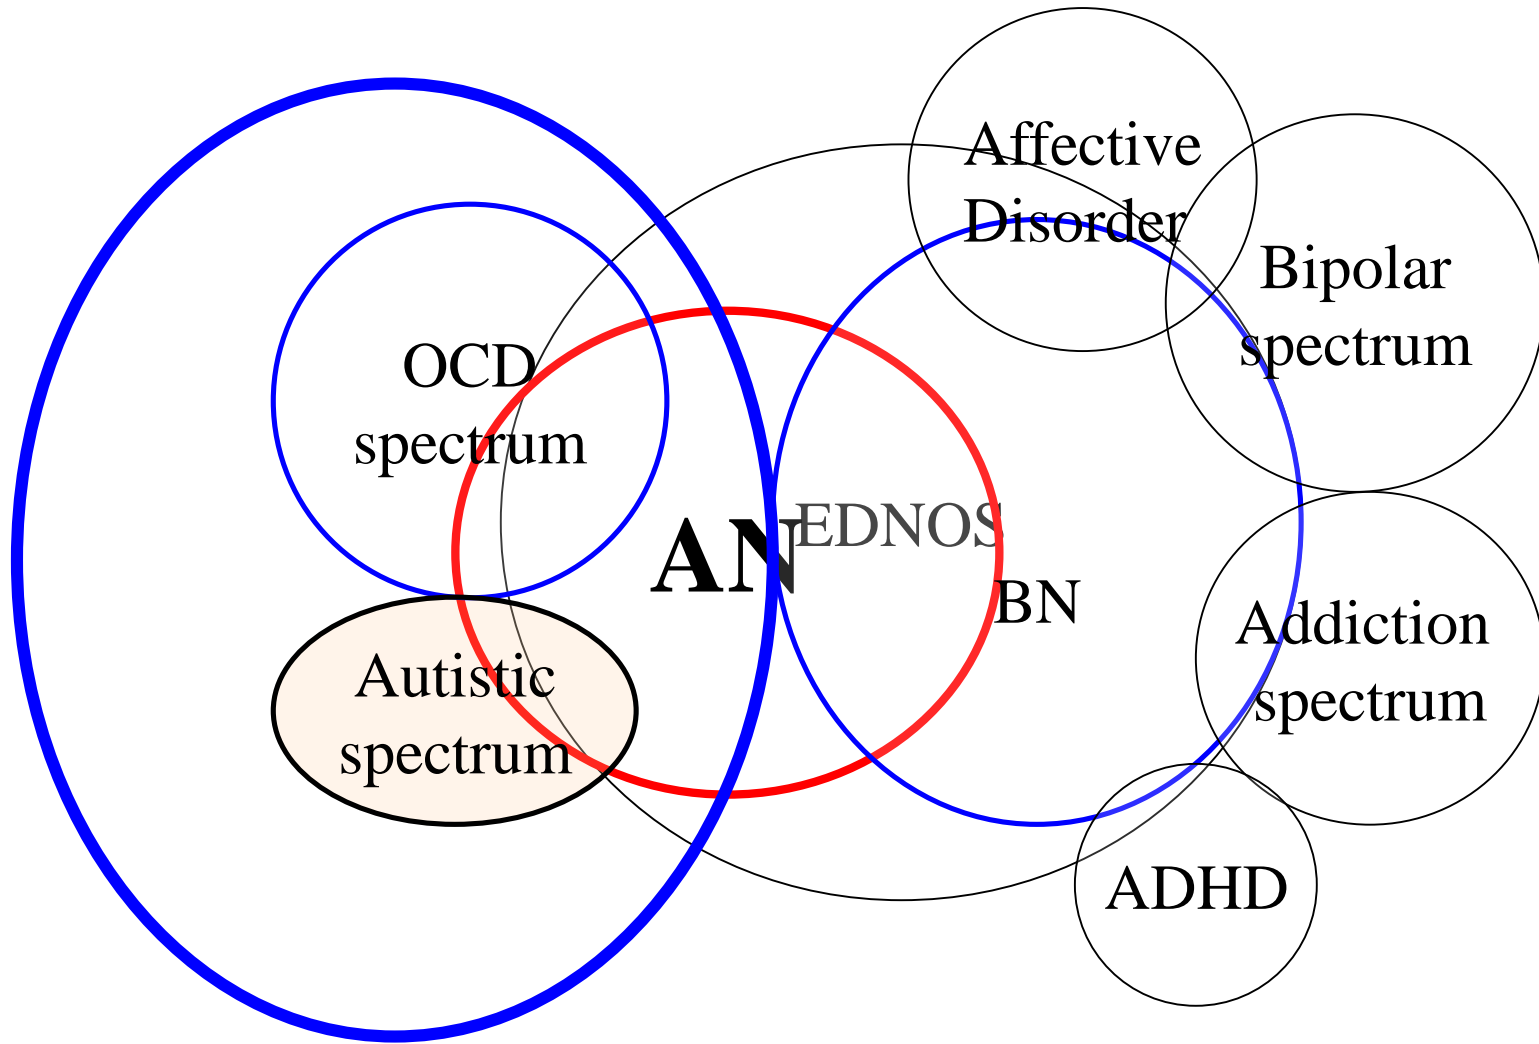 Affective
Disorder
Bipolar
spectrum
OCD
spectrum
AN
EDNOS
BN
Autistic
spectrum
Addiction
spectrum
ADHD